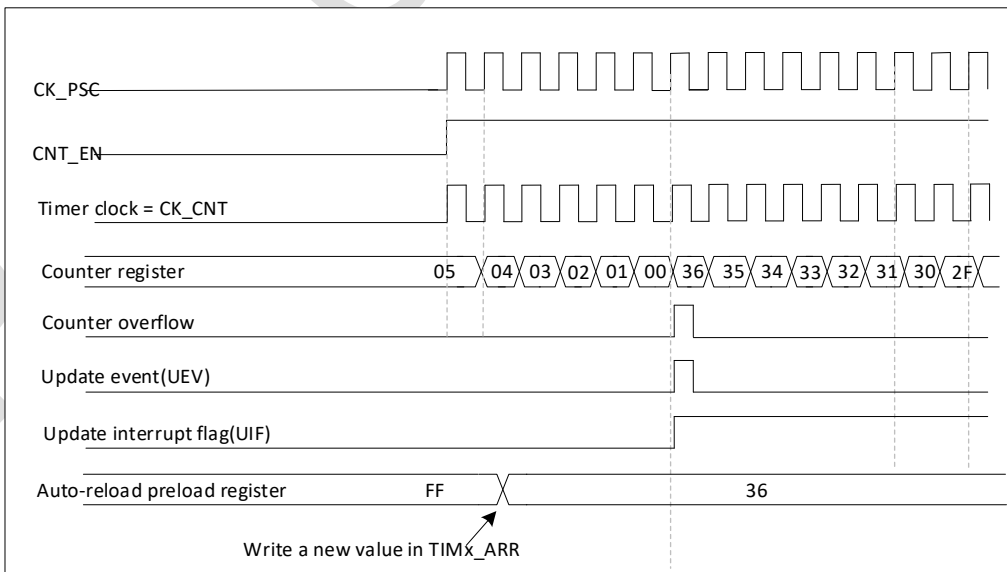 CK_PSC
CNT_EN
Timer clock = CK_CNT
Counter register 05 04 03 02 01 00 36 35 34 33 32 31 30 2F
Counter overflow
Update event(UEV)
Update interrupt flag(UIF)
Auto-reload preload register FF 36
Write a new value in TIMx_ARR